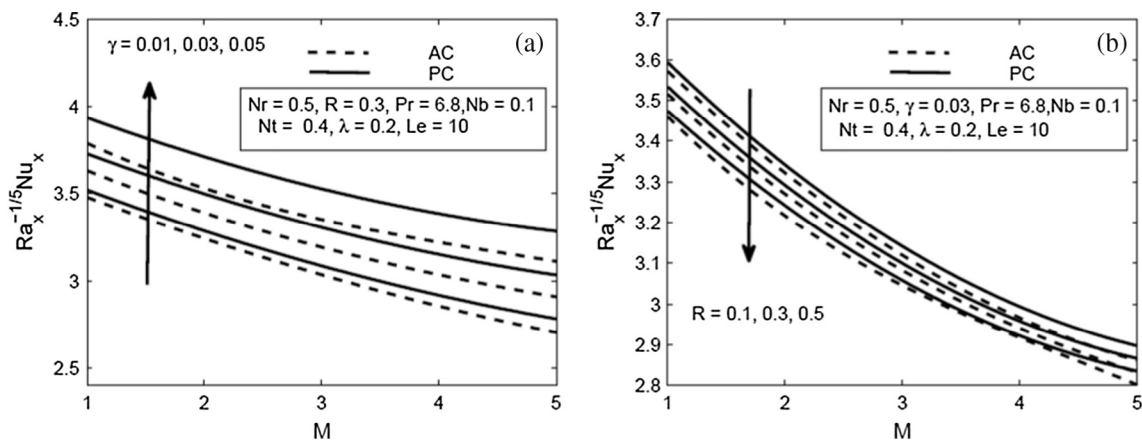 4.5
4
3.5
3
2.5
1
2
3
4
5
M
Ra_x^{-1/5}Nu_x
γ = 0.01, 0.03, 0.05
(a)
AC
PC
Nr = 0.5, R = 0.3, Pr = 6.8,Nb = 0.1
Nt = 0.4, λ = 0.2, Le = 10
3.7
3.6
3.5
3.4
3.3
3.2
3.1
3
2.9
2.8
1
2
3
4
5
M
Ra_x^{-1/5}Nu_x
(b)
AC
PC
Nr = 0.5, γ = 0.03, Pr = 6.8,Nb = 0.1
Nt = 0.4, λ = 0.2, Le = 10
R = 0.1, 0.3, 0.5